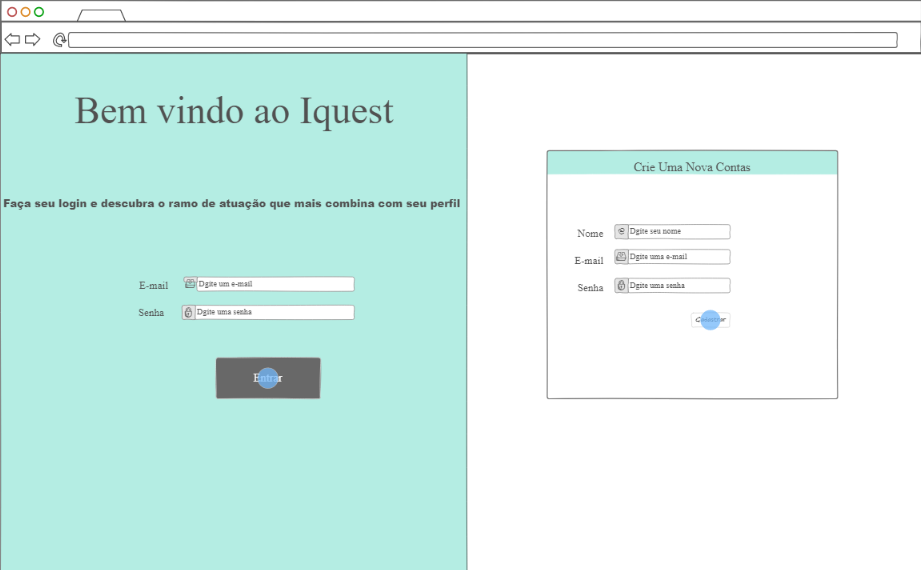 Bem vindo ao Iquest
Faça seu login e descubra o ramo de atuação que mais combina com seu perfil
E-mail
Dgite um e-mail
Senha
Dgite uma senha
Entrar
Crie Uma Nova Contas
Nome
Dgite seu nome
E-mail
Dgite uma e-mail
Senha
Dgite uma senha